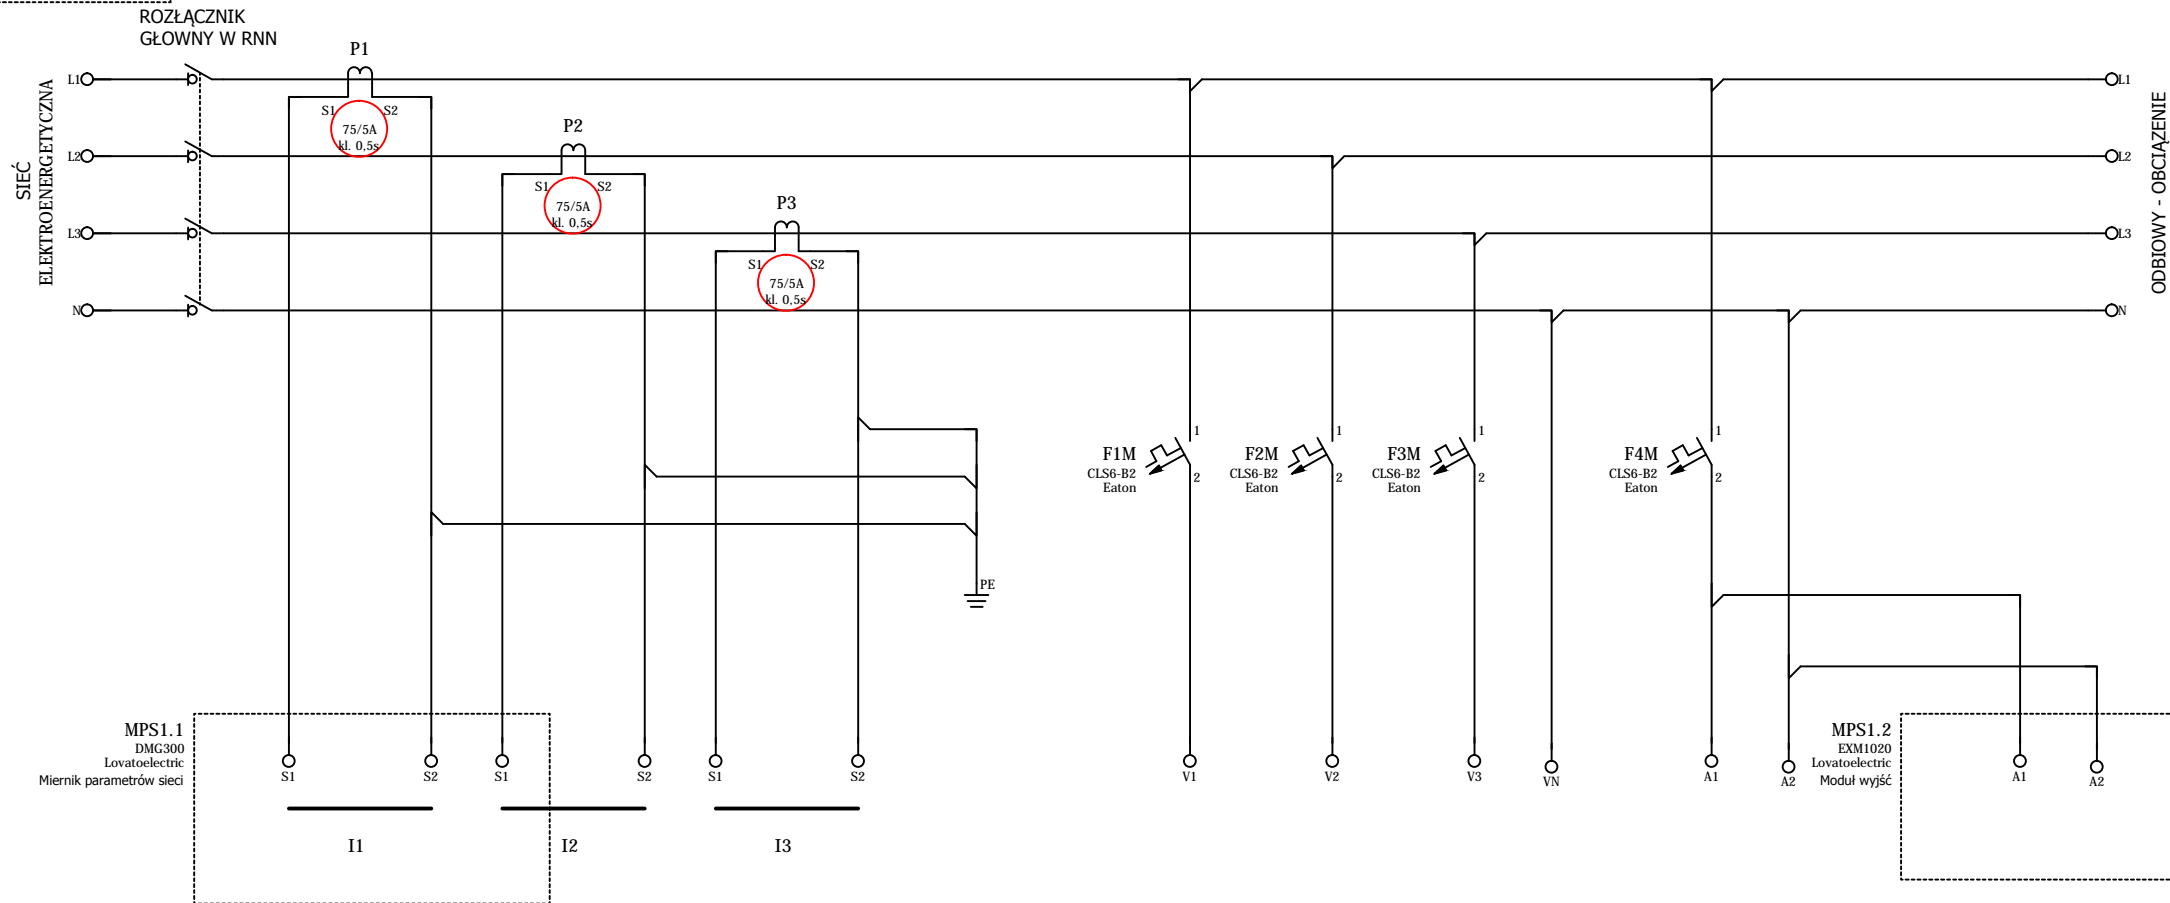 ROZŁĄCZNIK
GŁOWNY W RNN
SIEĆ
ELEKTROENERGETYCZNA
L1
L2
L3
N
P1
S1
S2
75/5A
kl. 0,5s
P2
S1
S2
75/5A
kl. 0,5s
P3
S1
S2
75/5A
kl. 0,5s
L1
L2
L3
N
ODBIOWY - OBCIĄŻENIE
PE
F1M
CLS6-B2
Eaton
1
2
F2M
CLS6-B2
Eaton
1
2
F3M
CLS6-B2
Eaton
1
2
F4M
CLS6-B2
Eaton
1
2
MPS1.1
DMG300
Lovatoelectric
Miernik parametrów sieci
S1
S2
S1
S2
S1
S2
I1
I2
I3
V1
V2
V3
VN
A1
A2
MPS1.2
EXM1020
Lovatoelectric
Moduł wyjść
A1
A2